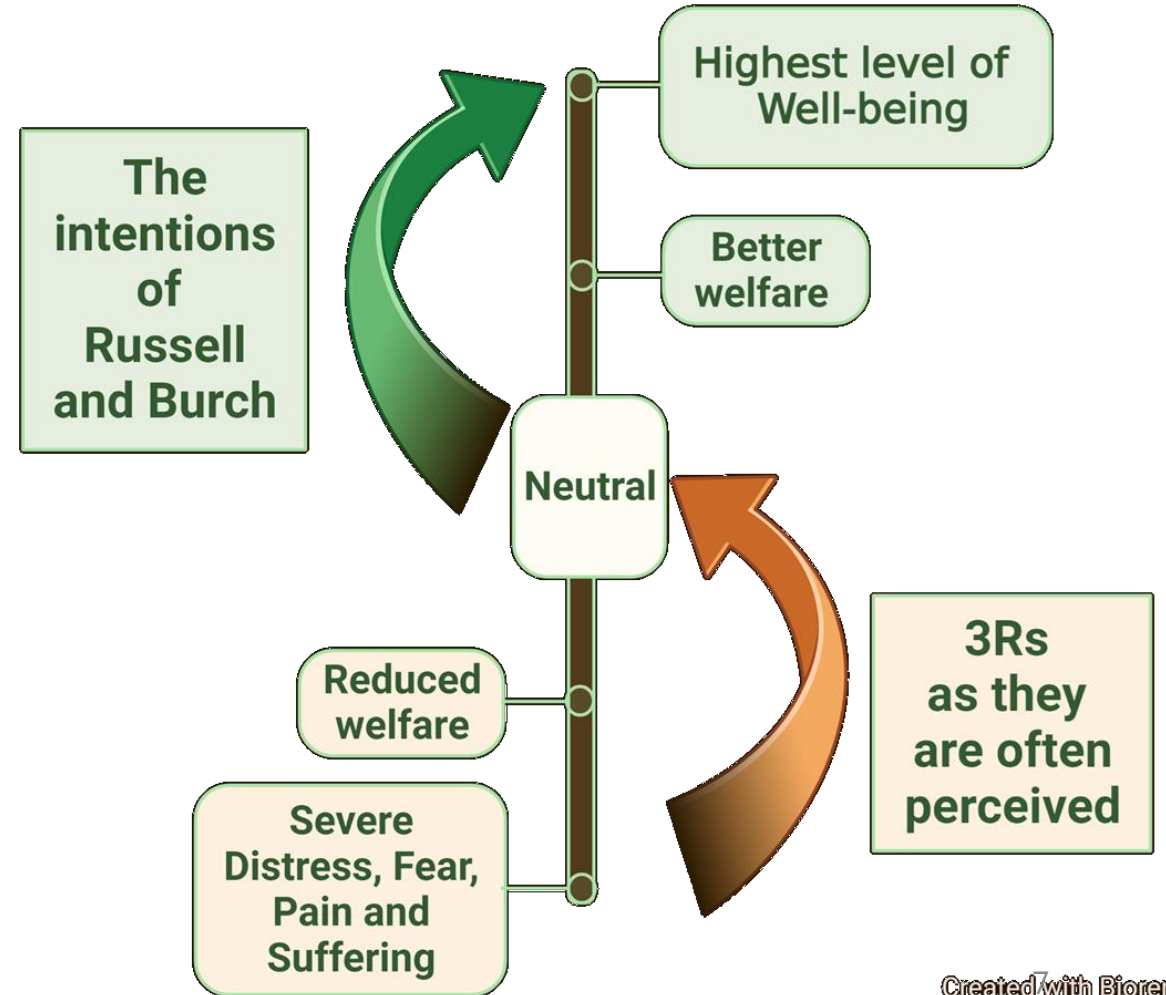 Highest level of
Well-being
The
intentions
of
Russell
and Burch
Better
welfare
Neutral
3Rs
as they
are often
perceived
Reduced
welfare
Severe
Distress, Fear,
Pain and
Suffering
Created with
7